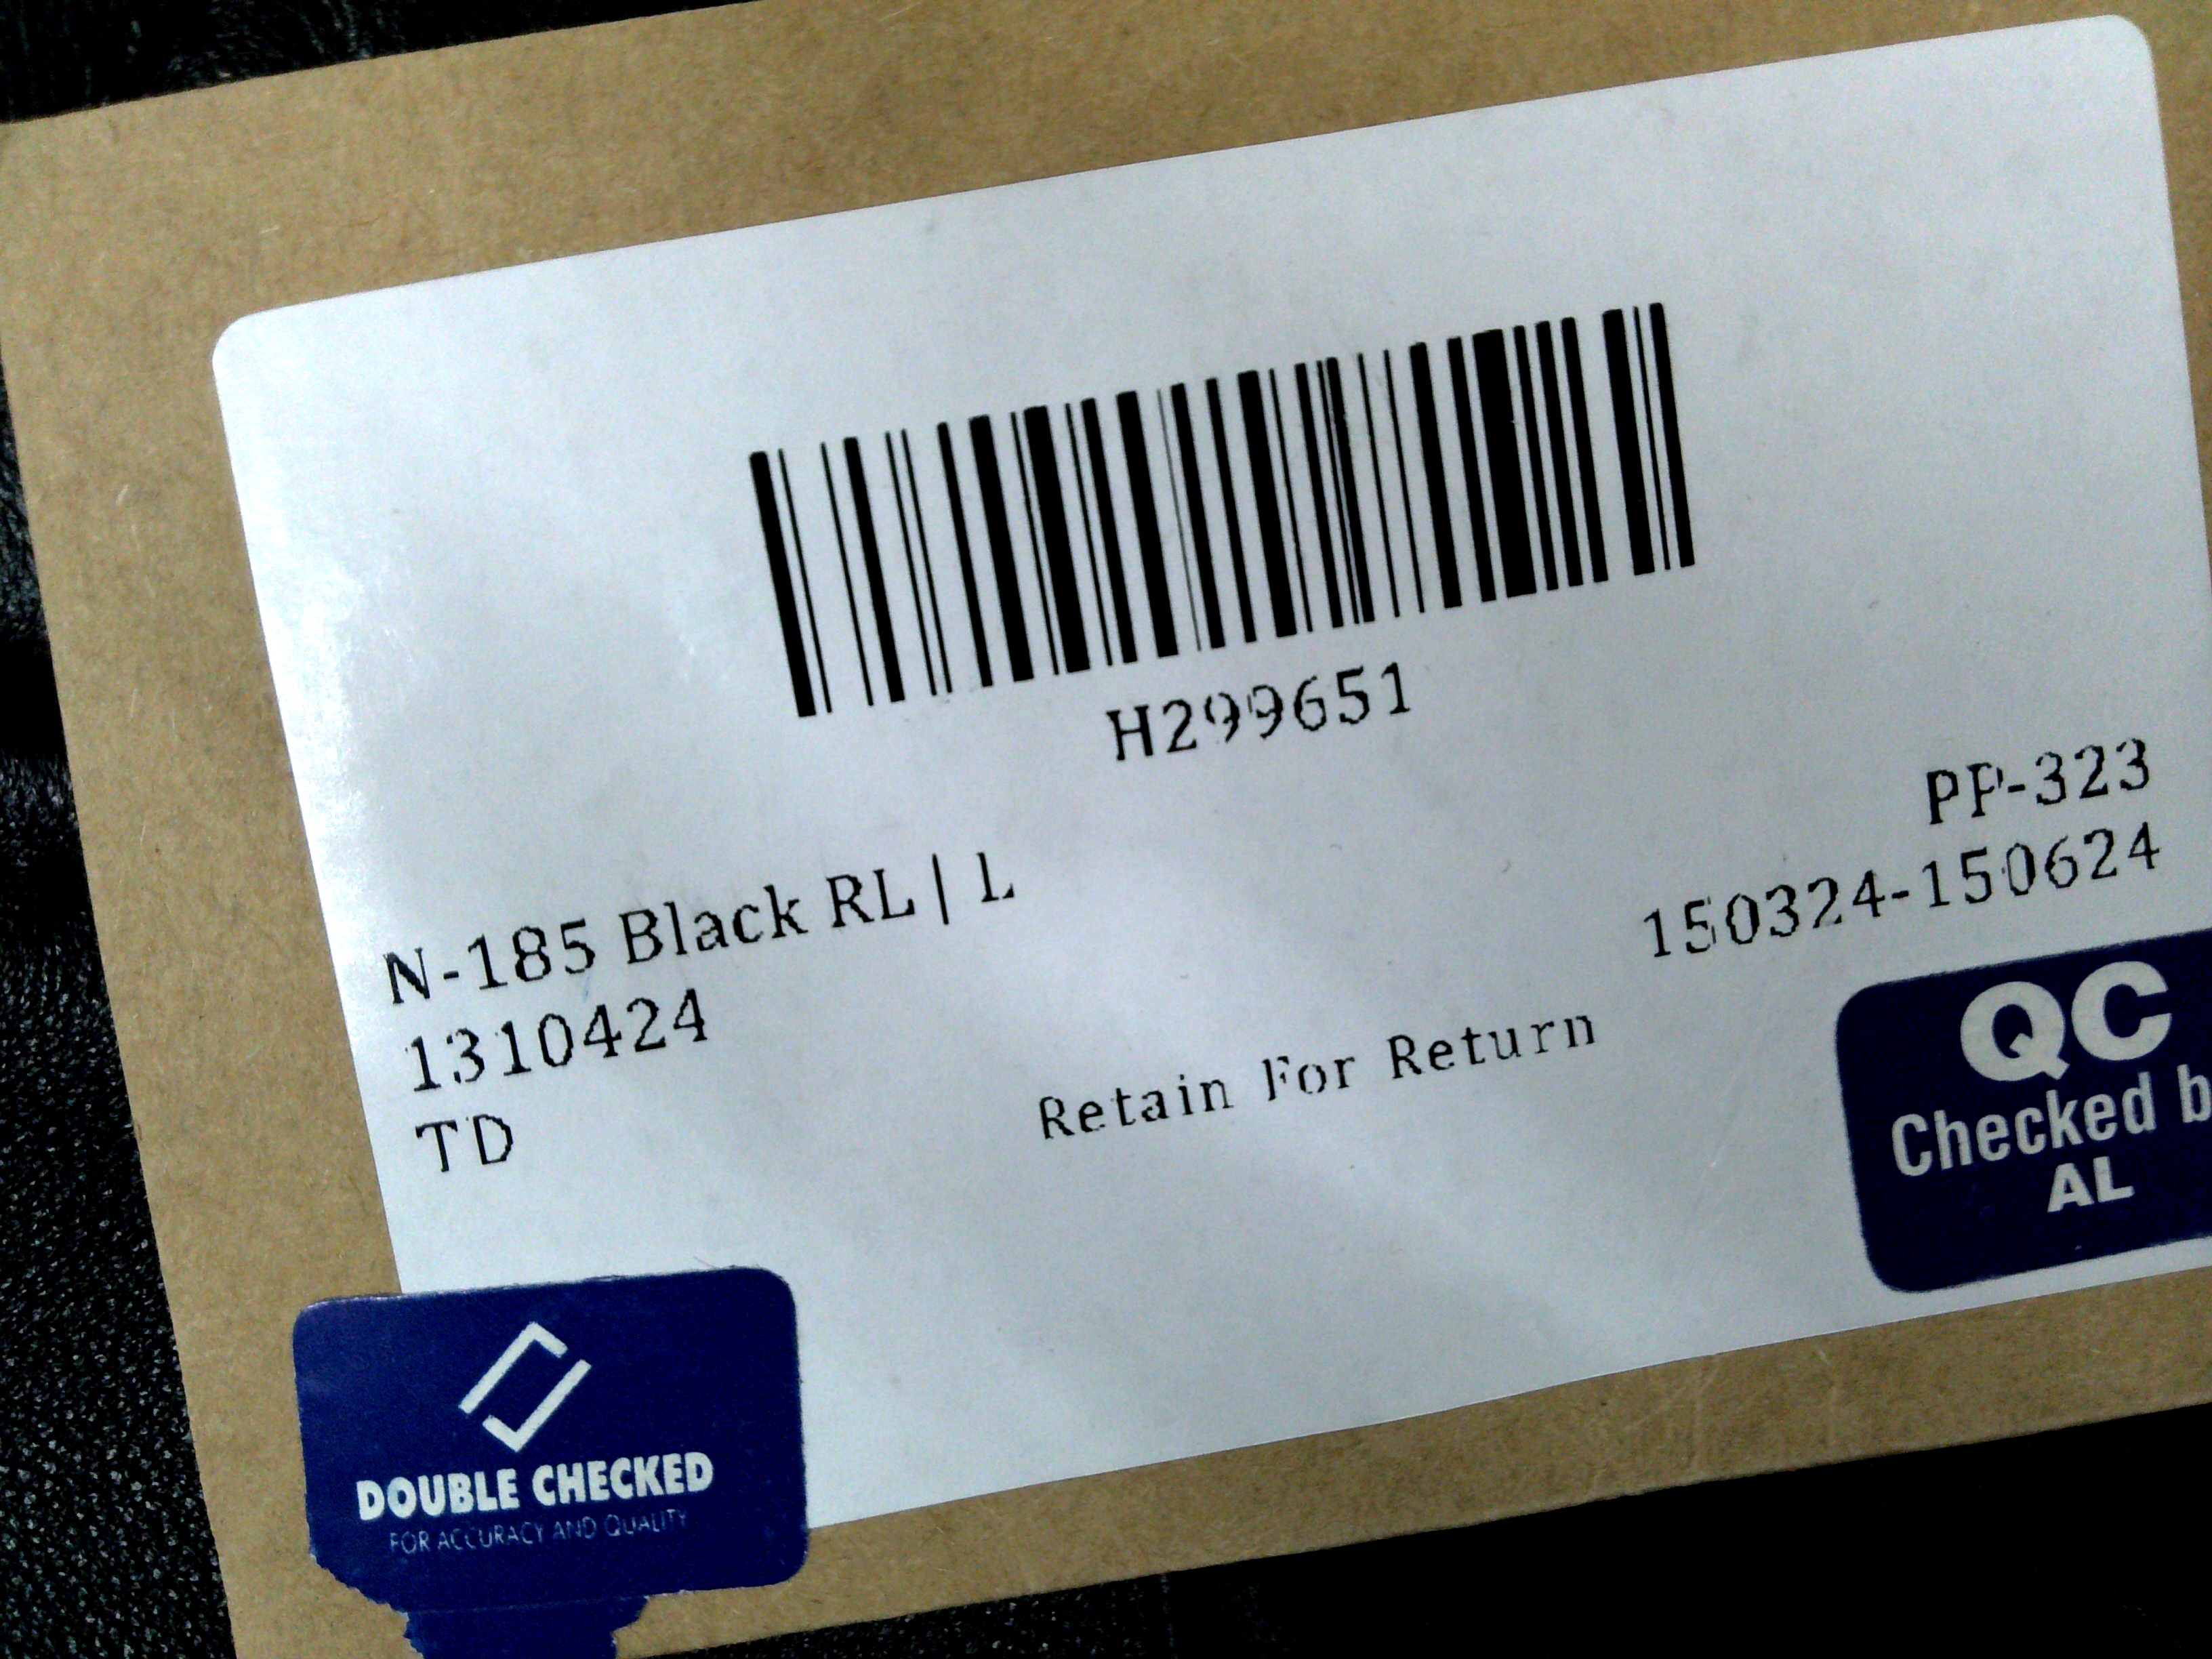 H299651
PP-323
150324-150624
N-185 Black RL | L
1310424
TD
Retain For Return
QC
Checked b
AL
DOUBLE CHECKED
FOR ACCURACY AND QUALITY